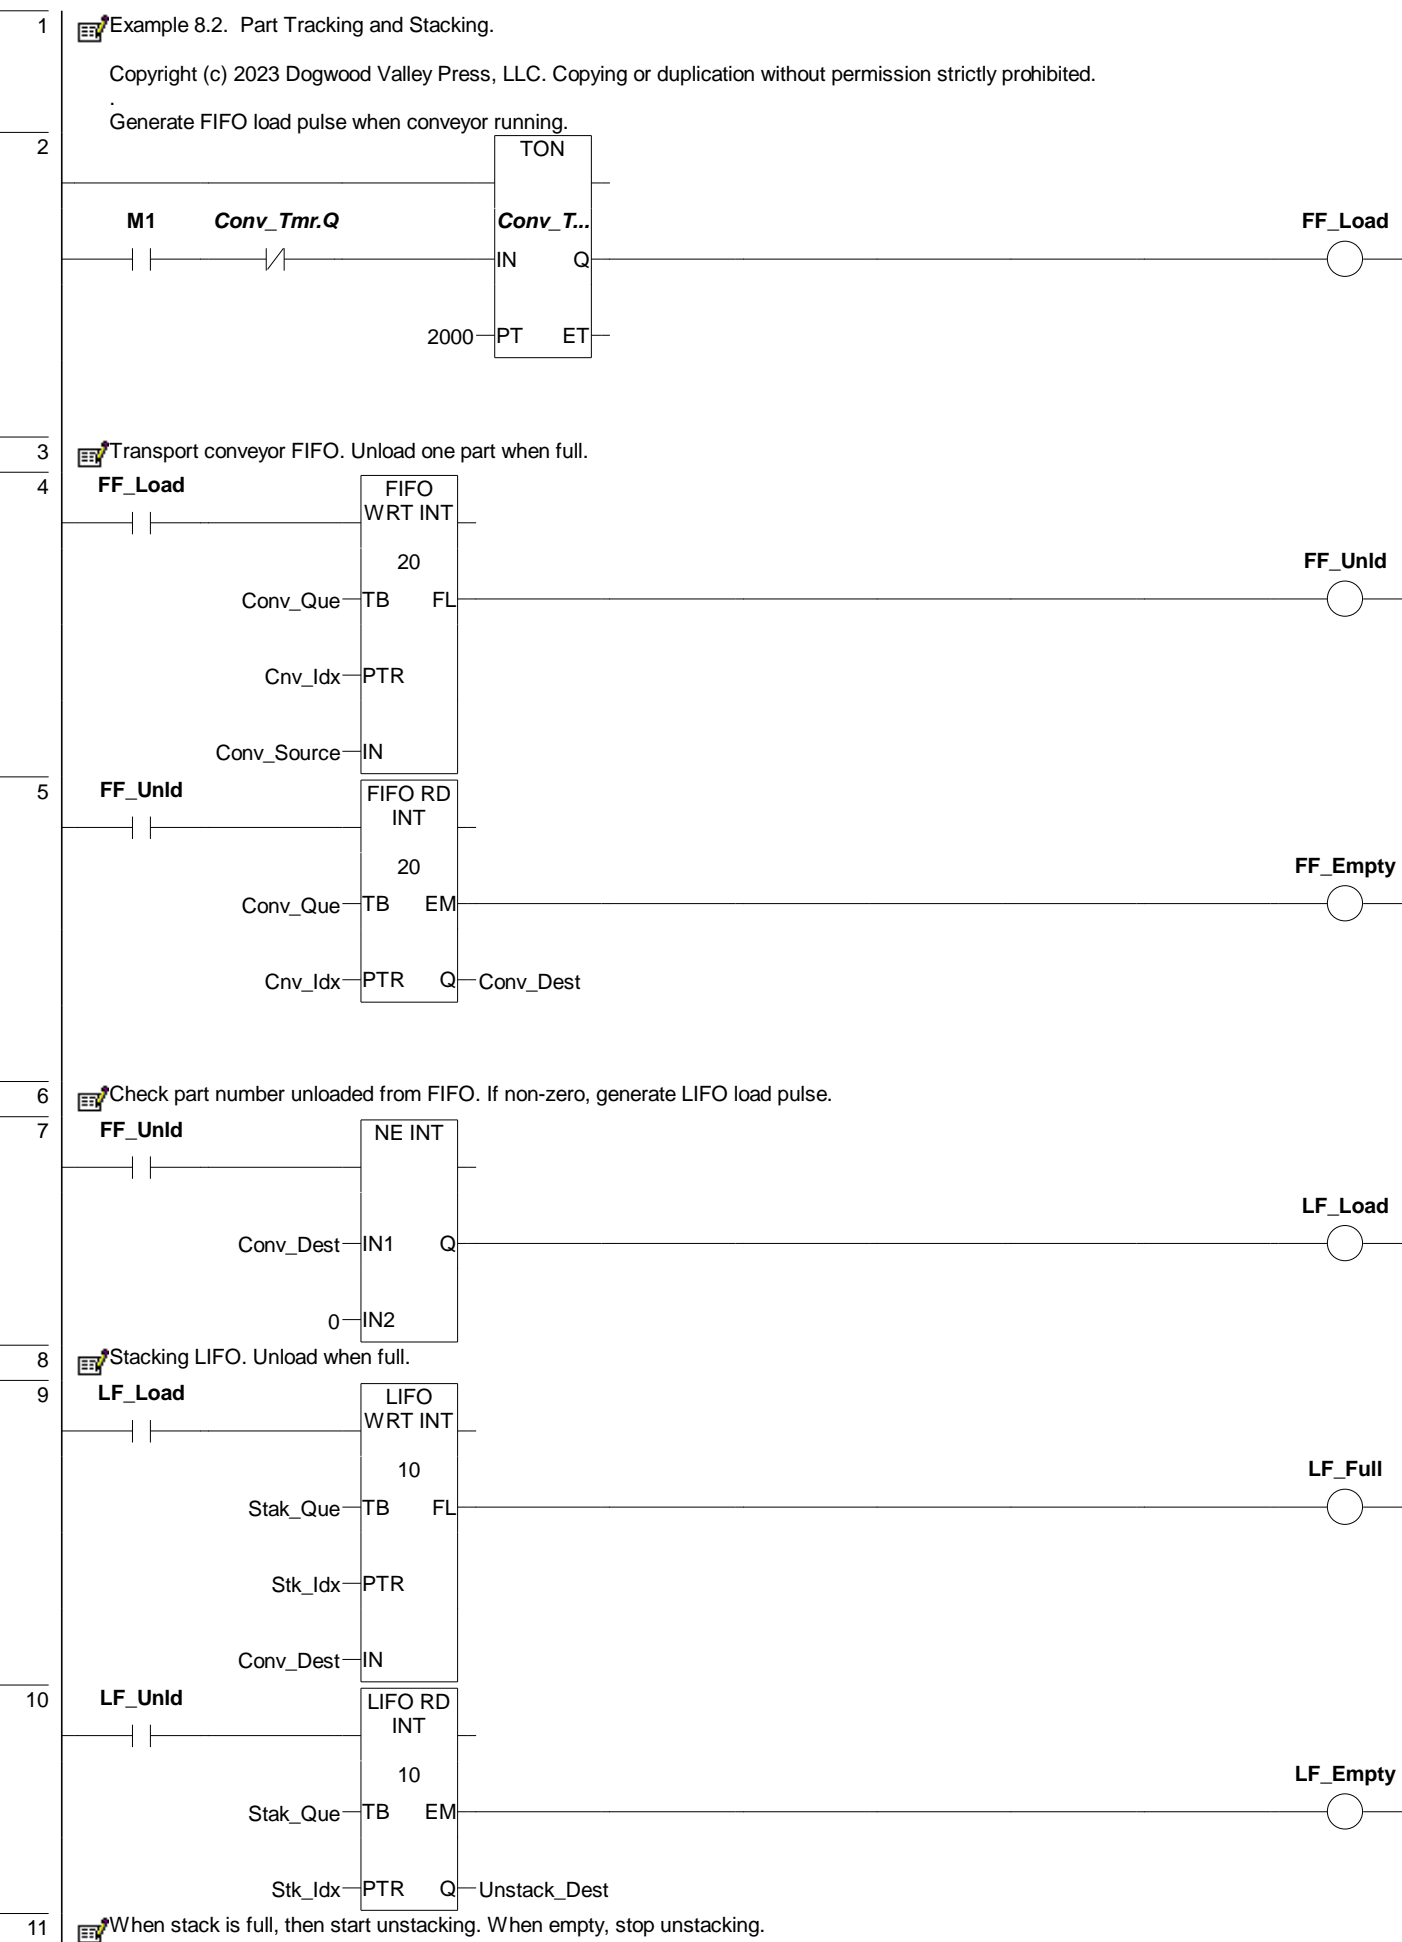 1
Example 8.2. Part Tracking and Stacking.
Copyright (c) 2023 Dogwood Valley Press, LLC. Copying or duplication without permission strictly prohibited.
.
Generate FIFO load pulse when conveyor running.
2
TON
M1 Conv_Tmr.Q Conv_T... FF_Load
IN Q
2000 PT ET
3
Transport conveyor FIFO. Unload one part when full.
4
FF_Load FIFO
WRT INT
20 FF_Unld
Conv_Que TB FL
Cnv_Idx PTR
Conv_Source IN
5
FF_Unld FIFO RD
INT
20 FF_Empty
Conv_Que TB EM
Cnv_Idx PTR Q Conv_Dest
6
Check part number unloaded from FIFO. If non-zero, generate LIFO load pulse.
7
FF_Unld NE INT
LF_Load
Conv_Dest IN1 Q
0 IN2
8
Stacking LIFO. Unload when full.
9
LF_Load LIFO
WRT INT
10 LF_Full
Stak_Que TB FL
Stk_Idx PTR
Conv_Dest IN
10
LF_Unld LIFO RD
INT
10 LF_Empty
Stak_Que TB EM
Stk_Idx PTR Q Unstack_Dest
11
When stack is full, then start unstacking. When empty, stop unstacking.